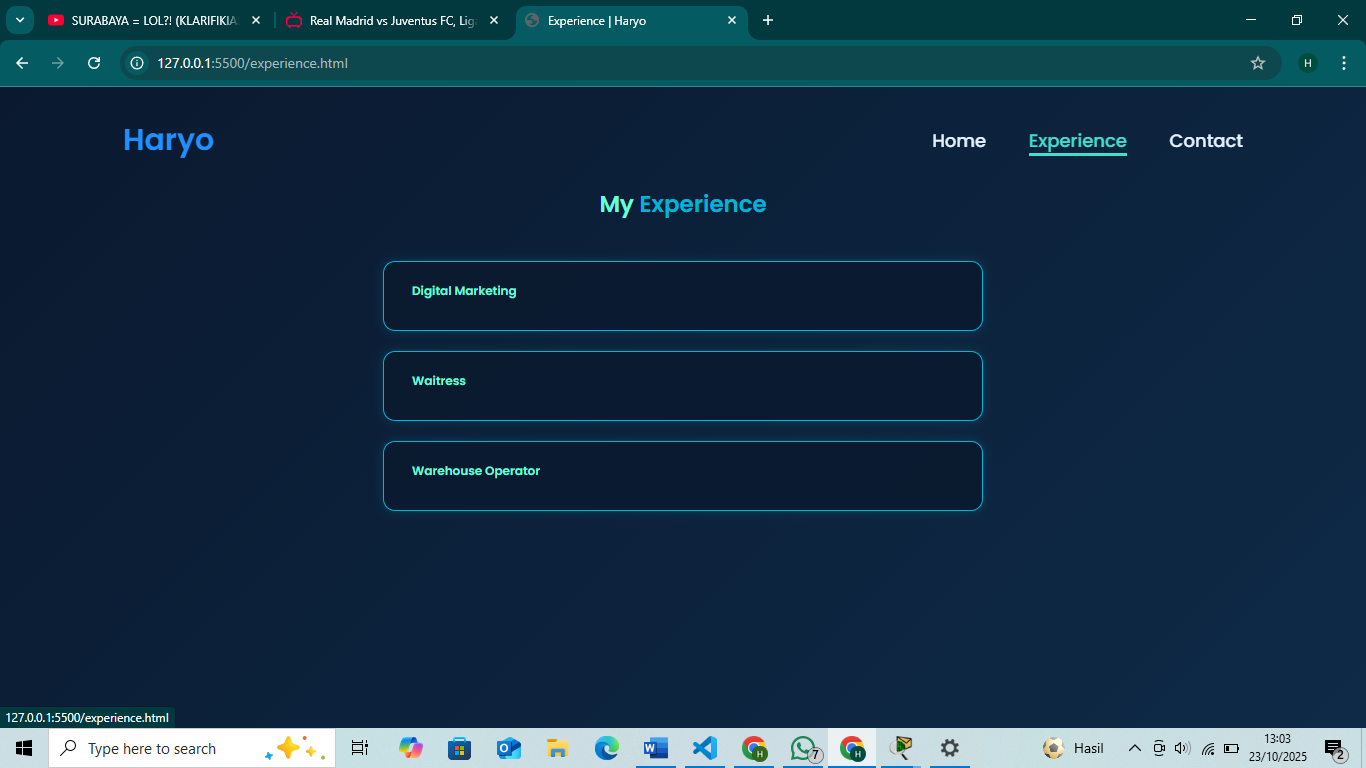 SURABAYA = LOL?! (KLARIFIKIA
Real Madrid vs Juventus FC, Lig
Experience | Haryo
127.0.0.1:5500/experience.html
H
Haryo
Home
Experience
Contact
My Experience
Digital Marketing
Waitress
Warehouse Operator
127.0.0.1:5500/experience.html
Type here to search
W
H
7
H
Hasil
13:03
23/10/2025
2